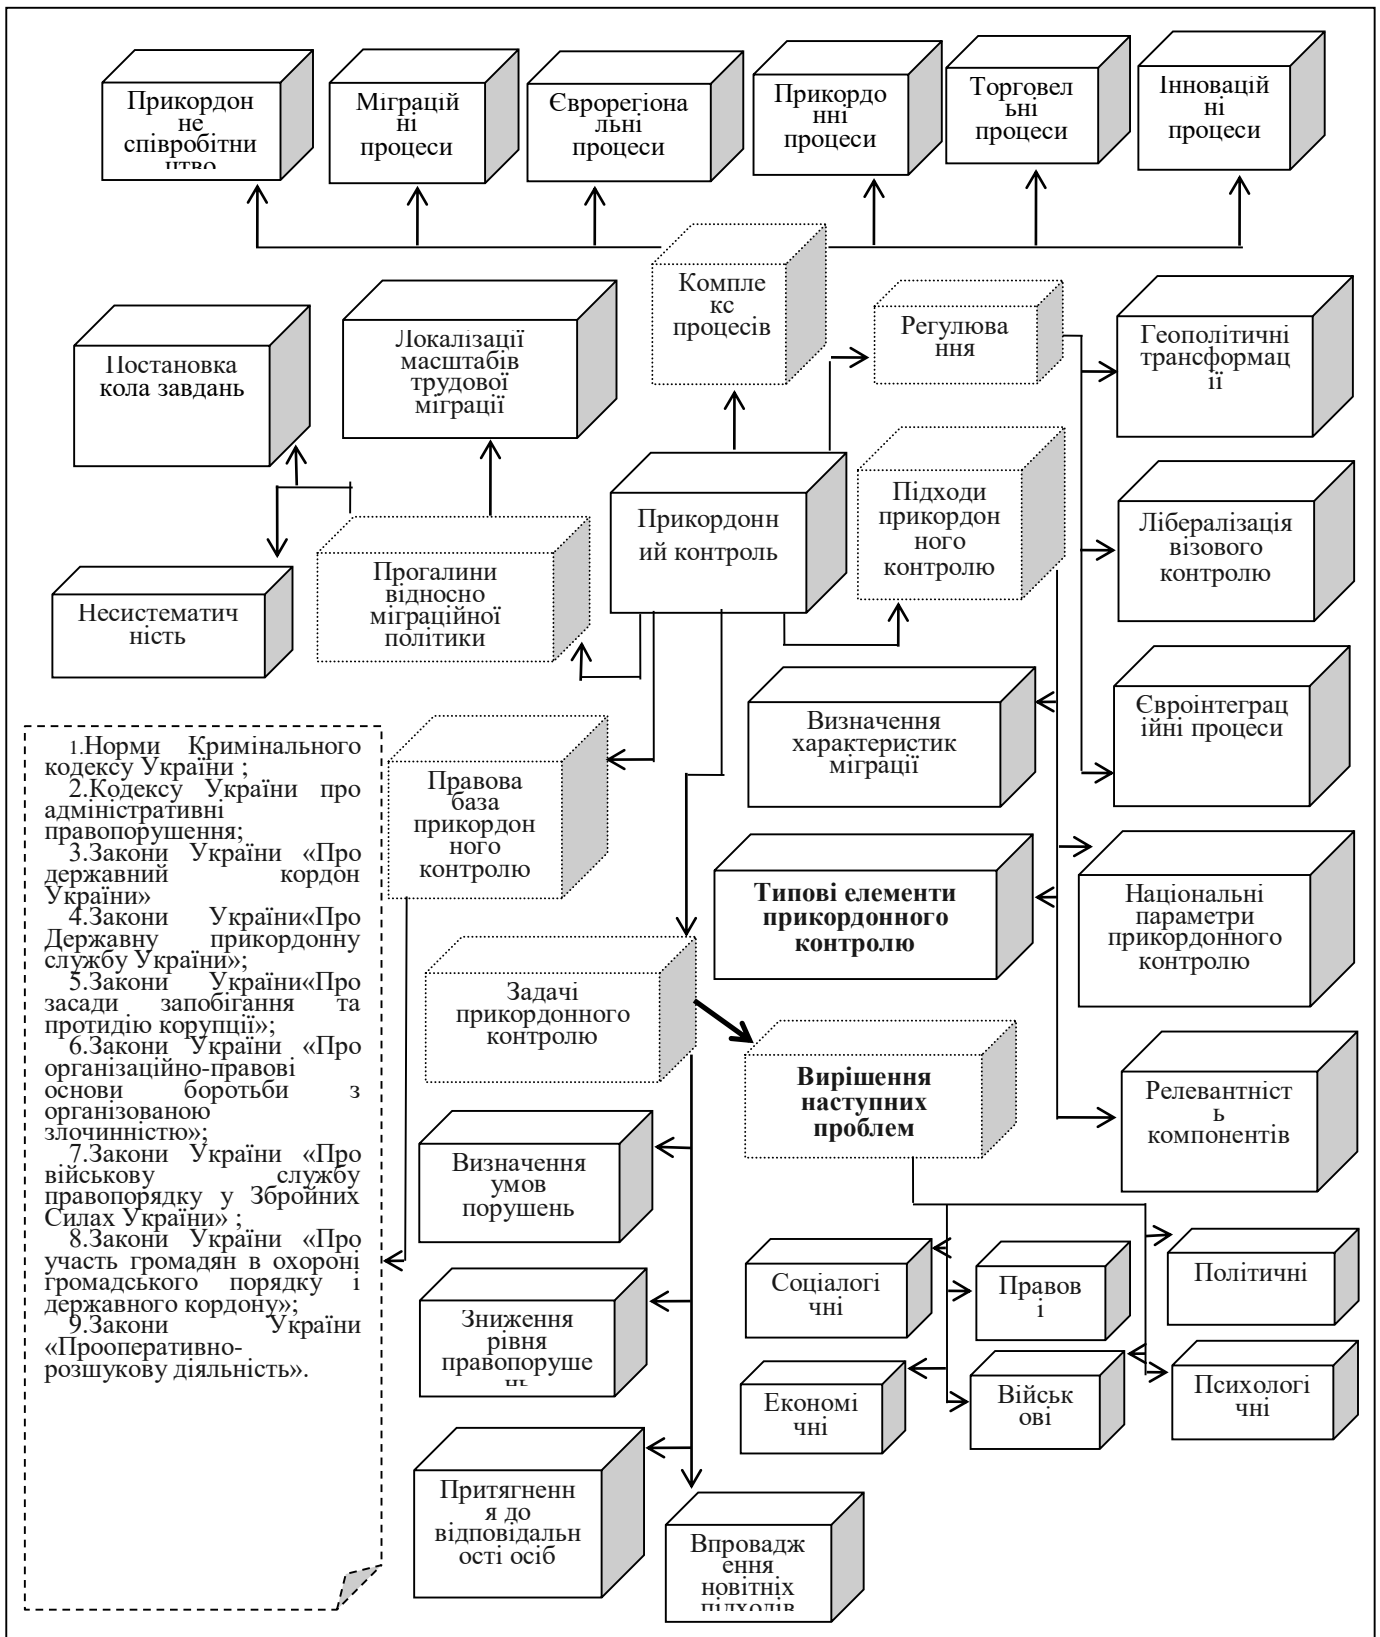 Прикордон
не
співробітни
цтво
Міграцій
ні
процеси
Єврорегіона
льні
процеси
Прикордо
нні
процеси
Торговел
ьні
процеси
Інновацій
ні
процеси
Компле
кс
процесів
Регулюва
ння
Геополітичні
трансформац
ії
Постановка
кола завдань
Локалізації
масштабів
трудової
міграції
Прикордонн
ий контроль
Підходи
прикордон
ного
контролю
Лібералізація
візового
контролю
Несистематич
ність
Прогалини
відносно
міграційної
політики
Визначення
характеристик
міграції
Євроінтеграц
ійні процеси
1.Норми Кримінального
кодексу України ;
2.Кодексу України про
адміністративні
правопорушення;
3.Закони України «Про
державний кордон
України»
4.Закони України«Про
Державну прикордонну
службу України»;
5.Закони України«Про
засади запобігання та
протидію корупції»;
6.Закони України «Про
організаційно-правові
основи боротьби з
організованою
злочинністю»;
7.Закони України «Про
військову службу
правопорядку у Збройних
Силах України» ;
8.Закони України «Про
участь громадян в охороні
громадського порядку і
державного кордону»;
9.Закони України
«Прооперативно-
розшукову діяльність».
Правова
база
прикордон
ного
контролю
Типові елементи
прикордонного
контролю
Національні
параметри
прикордонного
контролю
Задачі
прикордонного
контролю
Вирішення
наступних
проблем
Релевантніст
ь
компонентів
Визначення
умов
порушень
Соціалогі
чні
Правов
і
Політичні
Зниження
рівня
правопоруше
нь
Економі
чні
Військ
ові
Психологі
чні
Притягненн
я до
відповідальн
ості осіб
Впровадж
ення
новітніх
підходів